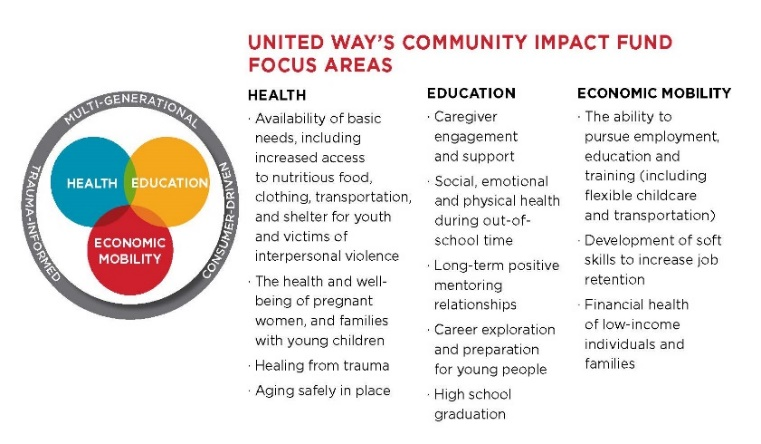 UNITED WAY'S COMMUNITY IMPACT FUND
FOCUS AREAS
MULTI-GENERATIONAL
TRAUMA-INFORMED
CONSUMER-DRIVEN
HEALTH
EDUCATION
ECONOMIC
MOBILITY
HEALTH
· Availability of basic
needs, including
increased access
to nutritious food,
clothing, transportation,
and shelter for youth
and victims of
interpersonal violence
· The health and well-
being of pregnant
women, and families
with young children
· Healing from trauma
· Aging safely in place
EDUCATION
· Caregiver
engagement
and support
· Social, emotional
and physical health
during out-of-
school time
· Long-term positive
mentoring
relationships
· Career exploration
and preparation
for young people
· High school
graduation
ECONOMIC MOBILITY
· The ability to
pursue employment,
education and
training (including
flexible childcare
and transportation)
· Development of soft
skills to increase job
retention
· Financial health
of low-income
individuals and
families